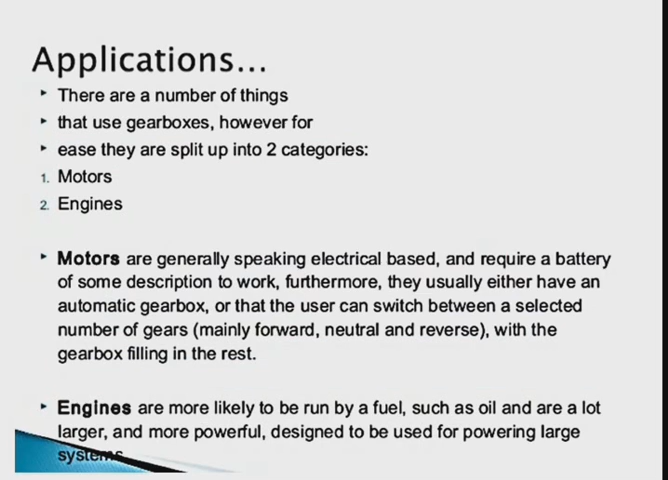 Applications...
There are a number of things
that use gearboxes, however for
ease they are split up into 2 categories:
1. Motors
2. Engines
Motors are generally speaking electrical based, and require a battery
of some description to work, furthermore, they usually either have an
automatic gearbox, or that the user can switch between a selected
number of gears (mainly forward, neutral and reverse), with the
gearbox filling in the rest.
Engines are more likely to be run by a fuel, such as oil and are a lot
larger, and more powerful, designed to be used for powering large
systems